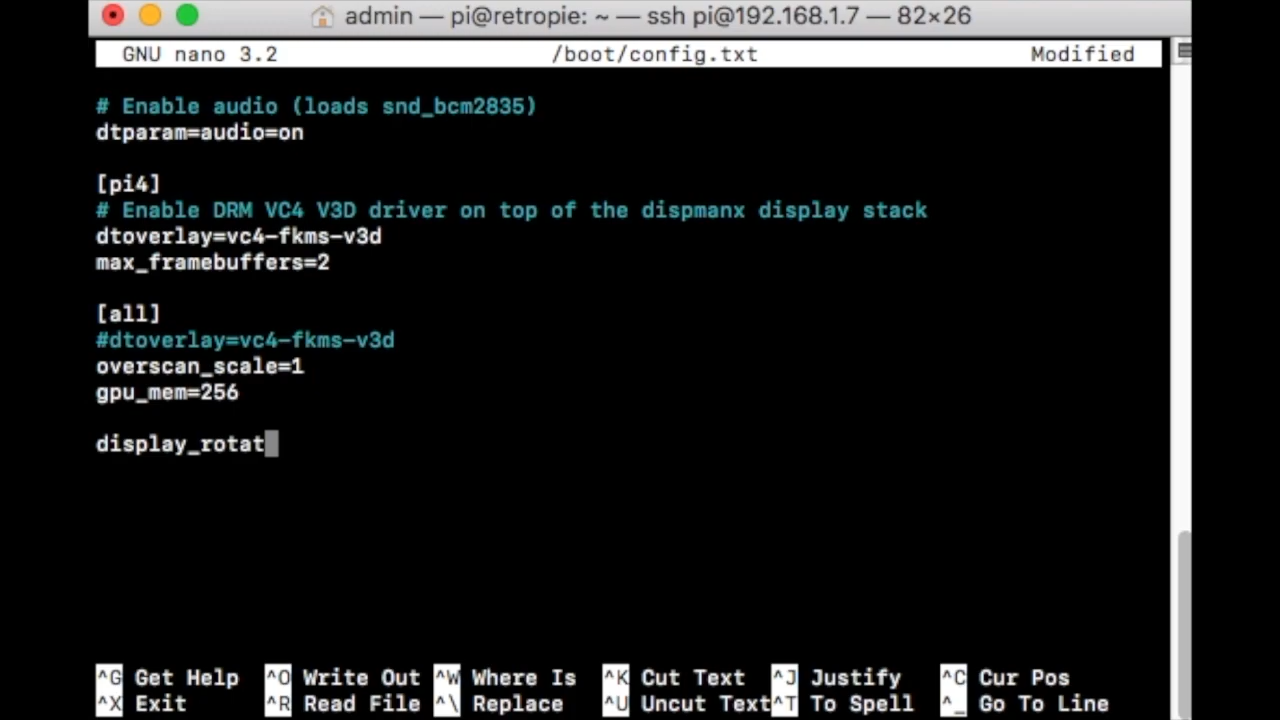 admin — pi@retropie: ~ — ssh pi@192.168.1.7 — 82×26
GNU nano 3.2 /boot/config.txt Modified
# Enable audio (loads snd_bcm2835)
dtparam=audio=on
[pi4]
# Enable DRM VC4 V3D driver on top of the dispmanx display stack
dtoverlay=vc4-fkms-v3d
max_framebuffers=2
[all]
#dtoverlay=vc4-fkms-v3d
overscan_scale=1
gpu_mem=256
display_rotat
^G Get Help ^O Write Out ^W Where Is ^K Cut Text ^J Justify ^C Cur Pos
^X Exit ^R Read File ^\ Replace ^U Uncut Text ^T To Spell ^_ Go To Line